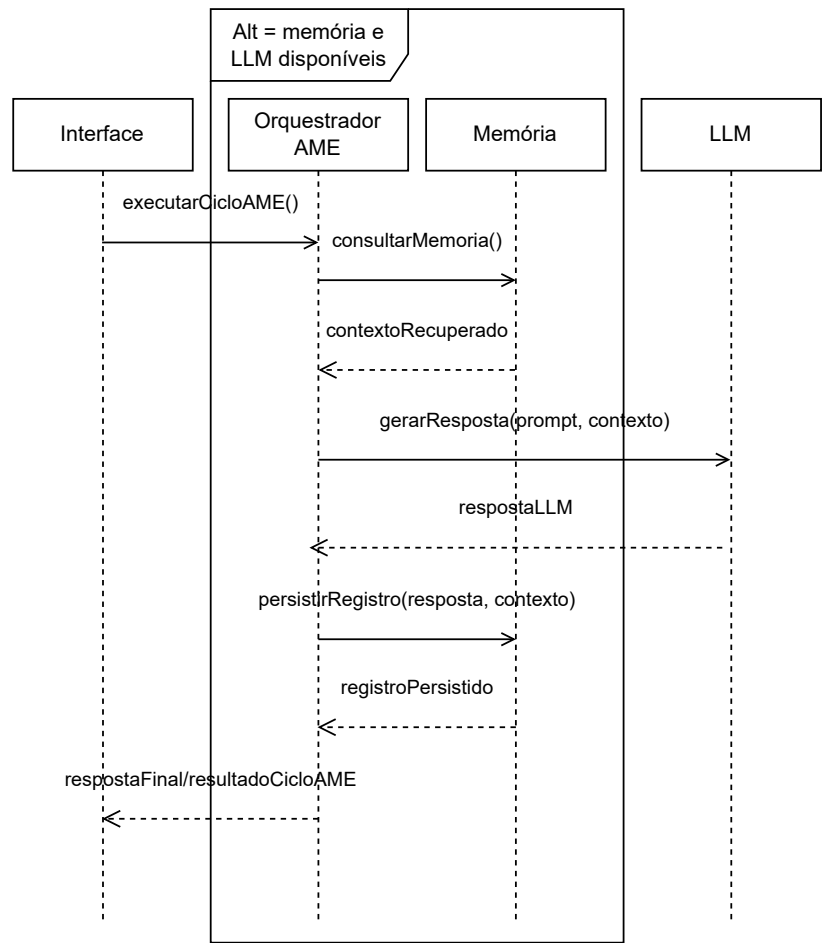 Alt = memória e
LLM disponíveis
Interface
Orquestrador
AME
Memória
LLM
executarCicloAME()
consultarMemoria()
contextoRecuperado
gerarResposta(prompt, contexto)
respostaLLM
persistirRegistro(resposta, contexto)
registroPersistido
respostaFinal/resultadoCicloAME